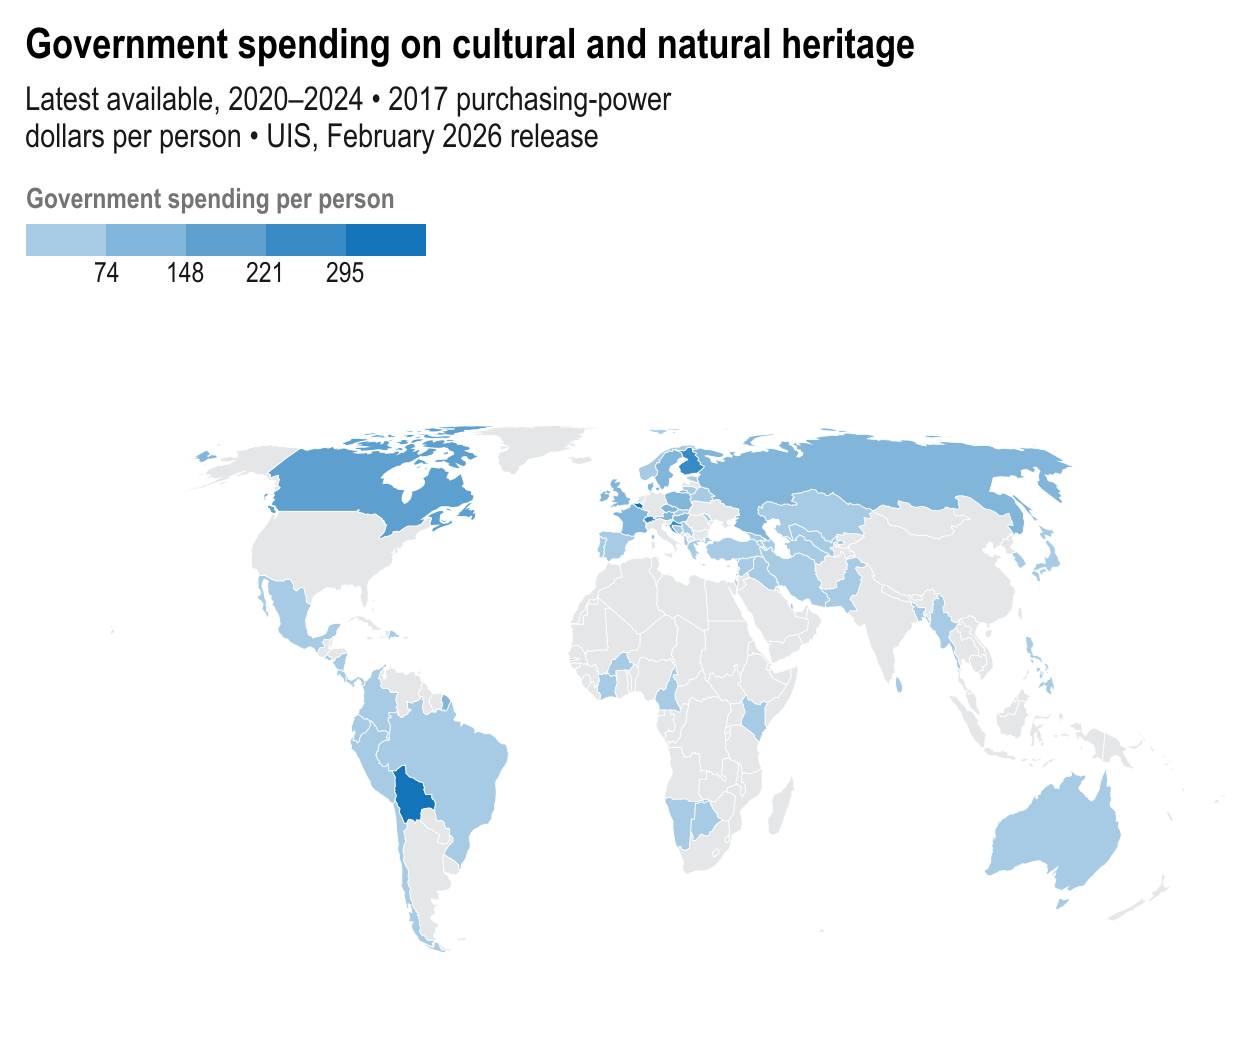 Government spending on cultural and natural heritage
Latest available, 2020–2024 • 2017 purchasing-power
dollars per person • UIS, February 2026 release
Government spending per person
74 148 221 295